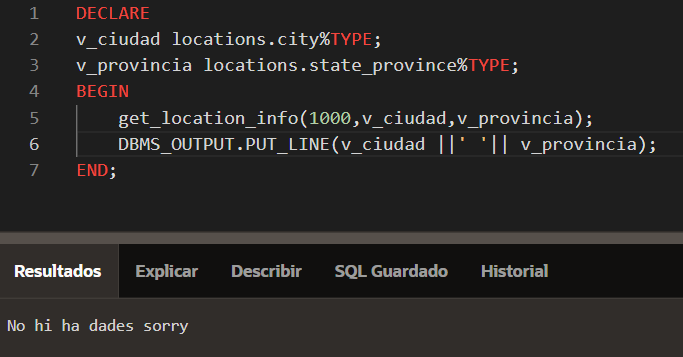 1 DECLARE
2 v_ciudad locations.city%TYPE;
3 v_provincia locations.state_province%TYPE;
4 BEGIN
5 get_location_info(1000,v_ciudad,v_provincia);
6 DBMS_OUTPUT.PUT_LINE(v_ciudad ||' '|| v_provincia);
7 END;
Resultados Explicar Describir SQL Guardado Historial
No hi ha dades sorry